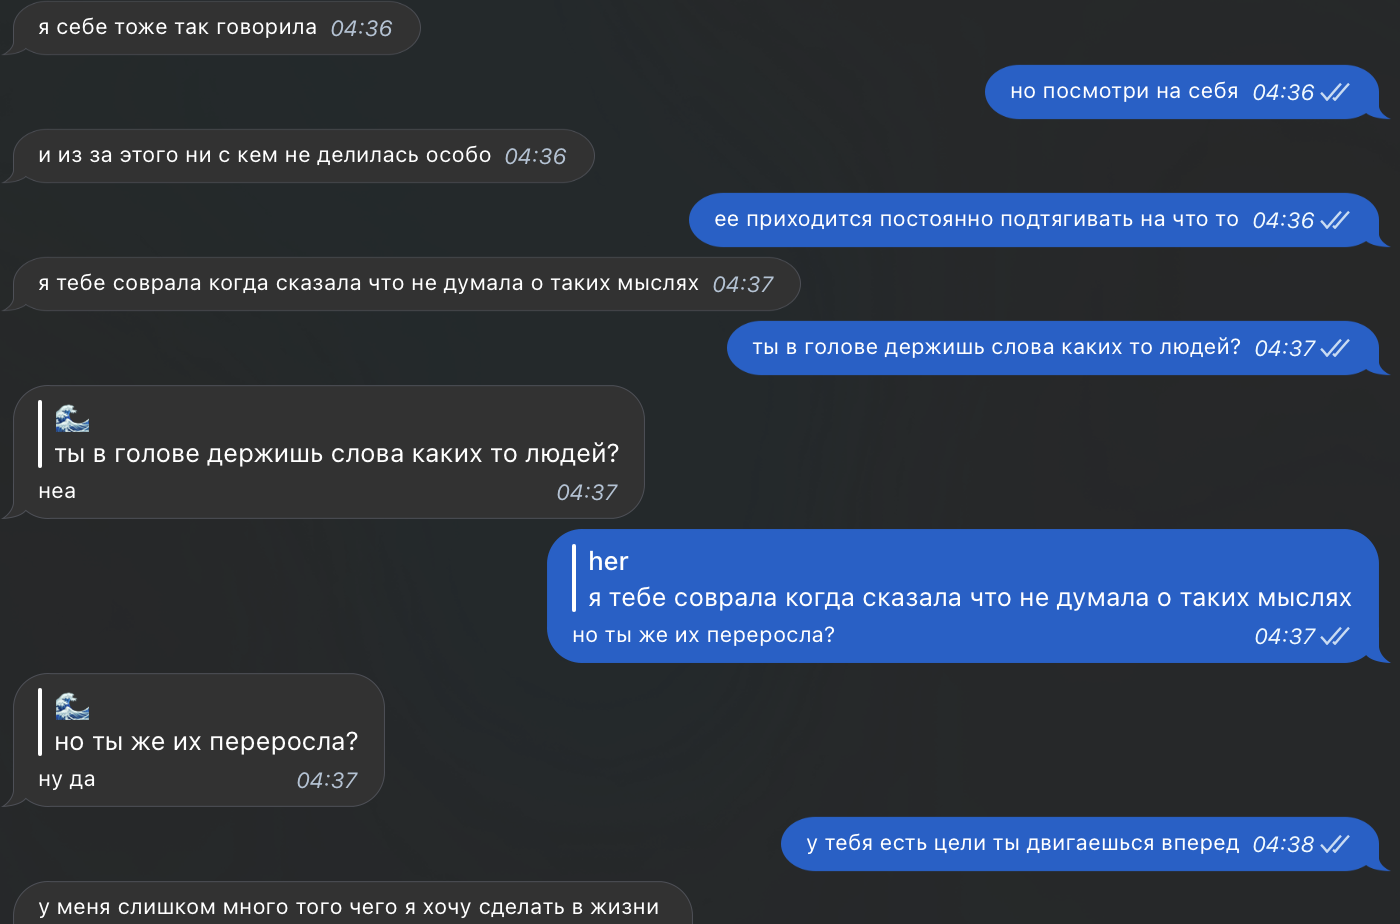 я себе тоже так говорила 04:36
но посмотри на себя 04:36
и из за этого ни с кем не делилась особо 04:36
ее приходится постоянно подтягивать на что то 04:36
я тебе соврала когда сказала что не думала о таких мыслях 04:37
ты в голове держишь слова каких то людей? 04:37
🌊
ты в голове держишь слова каких то людей?
неа 04:37
her
я тебе соврала когда сказала что не думала о таких мыслях
но ты же их переросла? 04:37
🌊
но ты же их переросла?
ну да 04:37
у тебя есть цели ты двигаешься вперед 04:38
у меня слишком много того чего я хочу сделать в жизни